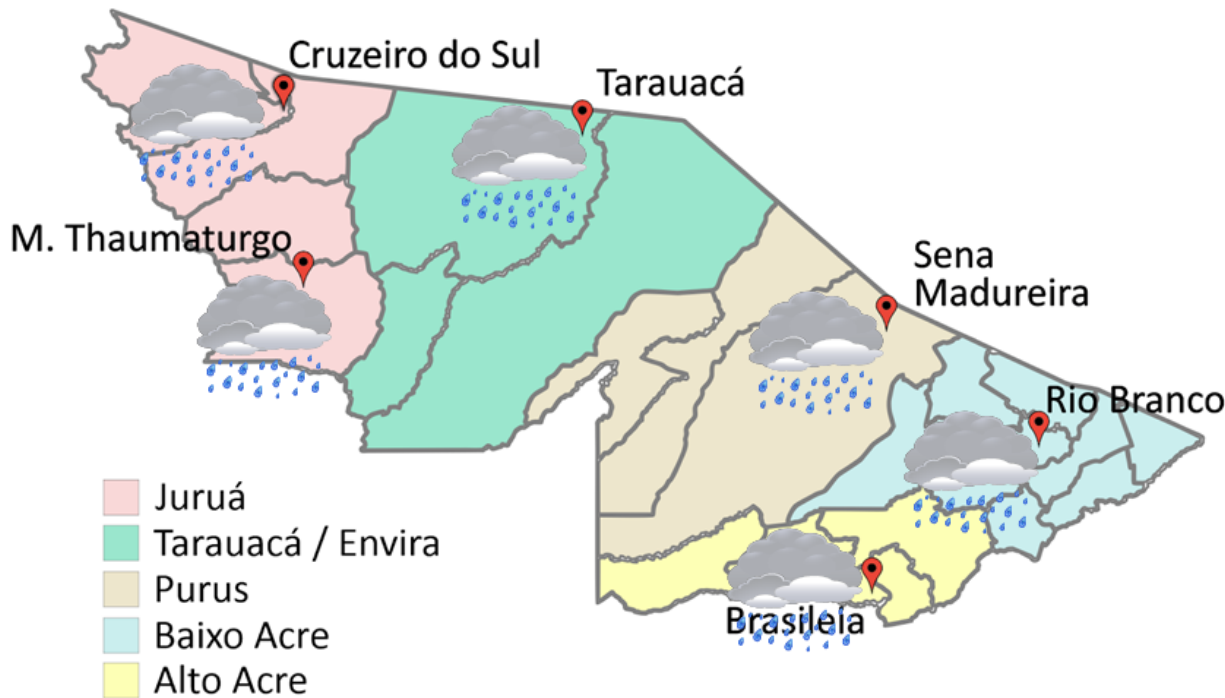 Cruzeiro do Sul
Tarauacá
M. Thaumaturgo
Sena
Madureira
Rio Branco
Brasileia
Juruá
Tarauacá / Envira
Purus
Baixo Acre
Alto Acre